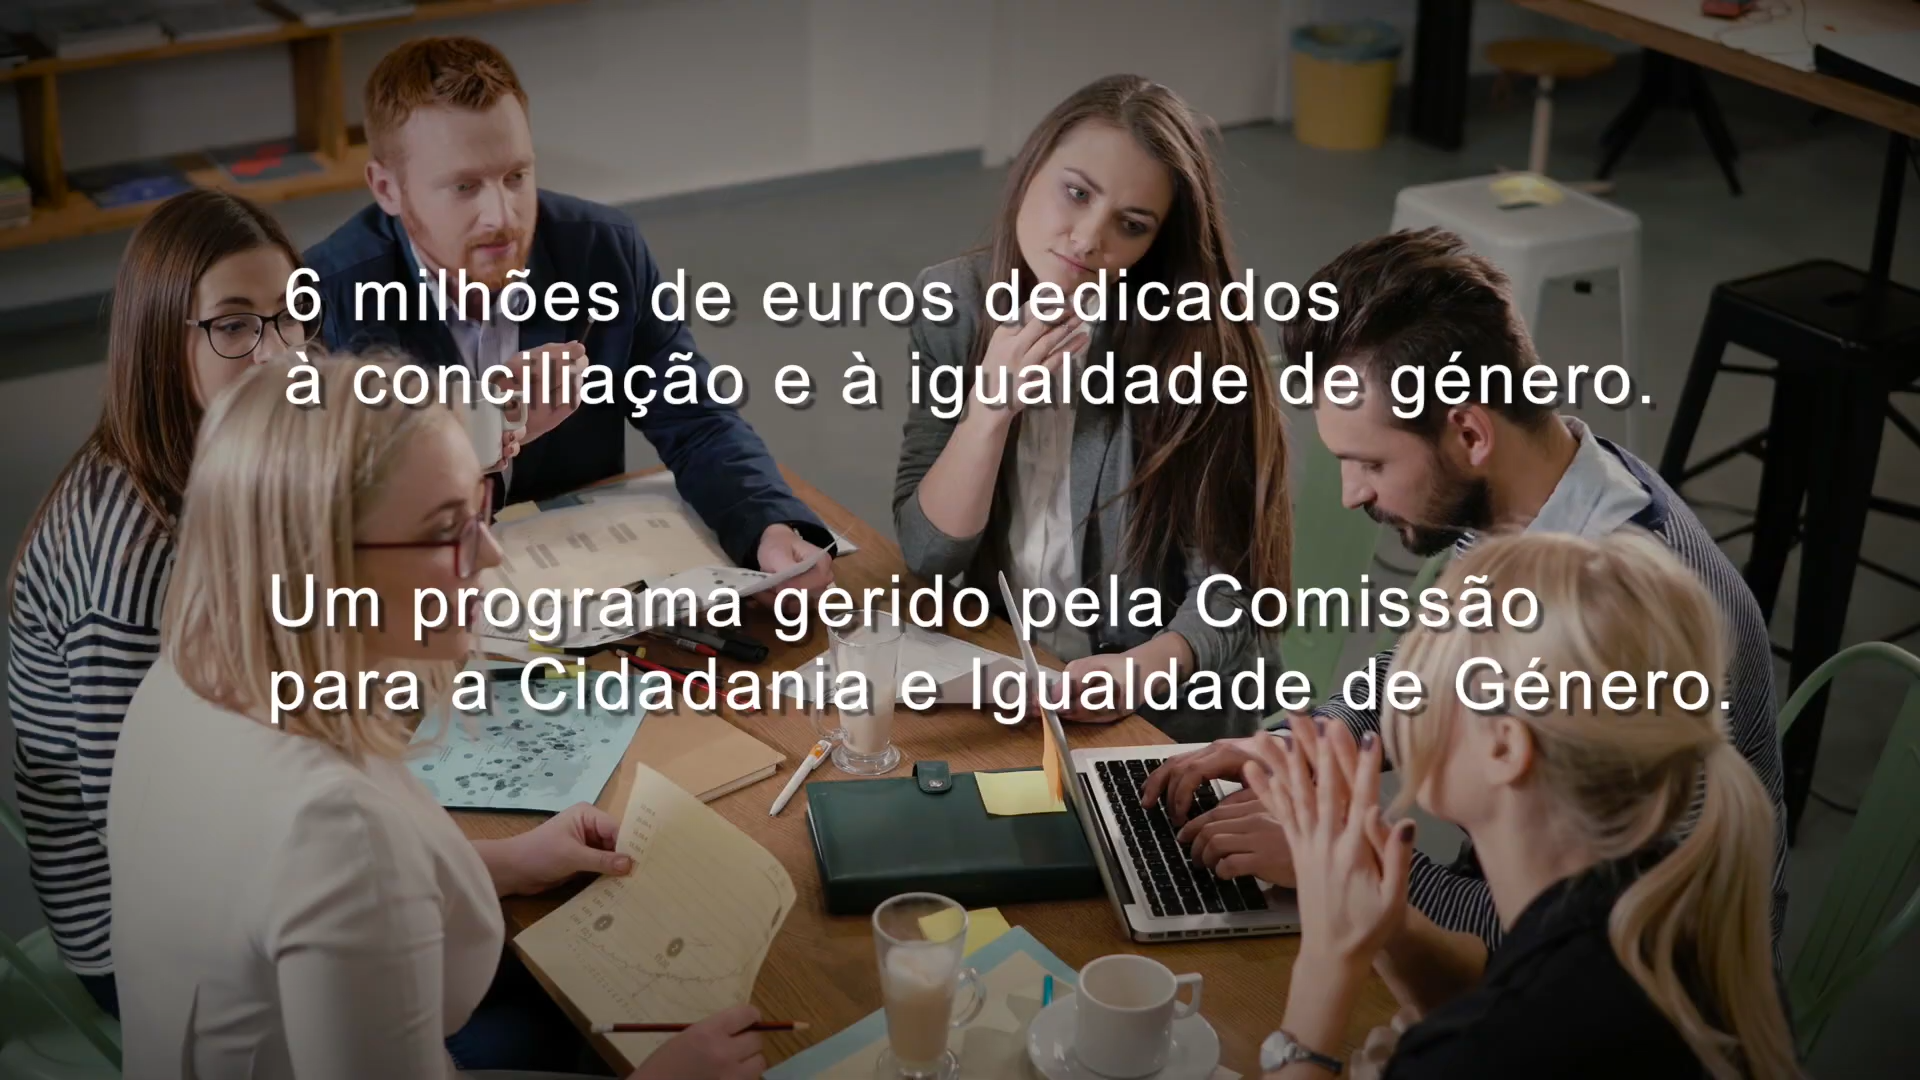 6 milhões de euros dedicados
à conciliação e à igualdade de género.
Um programa gerido pela Comissão
para a Cidadania e Igualdade de Género.